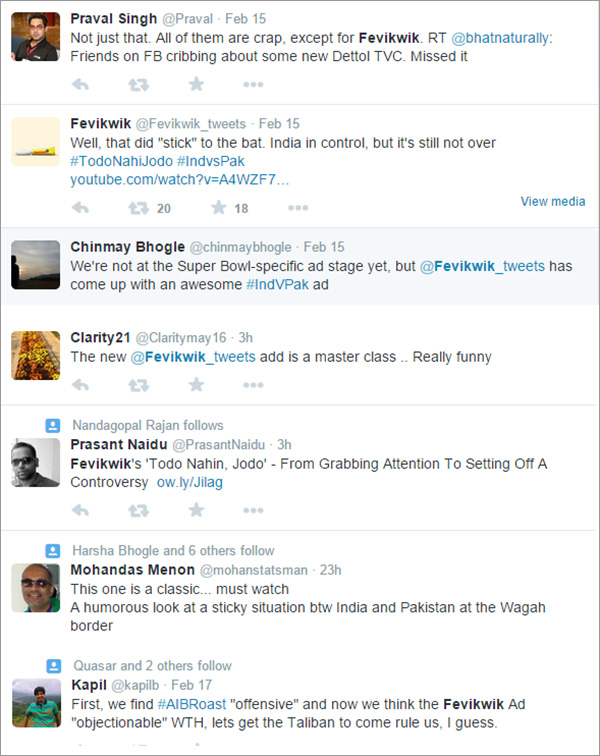 Praval Singh @Praval · Feb 15
Not just that. All of them are crap, except for Fevikwik. RT @bhatnaturally:
Friends on FB cribbing about some new Dettol TVC. Missed it
Fevikwik @Fevikwik_tweets · Feb 15
Well, that did "stick" to the bat. India in control, but it's still not over
#TodoNahiJodo #IndvsPak
youtube.com/watch?v=A4WZF7…
20 18
View media
Chinmay Bhogle @chinmaybhogle · Feb 15
We're not at the Super Bowl-specific ad stage yet, but @Fevikwik_tweets has
come up with an awesome #IndVPak ad
Clarity21 @Claritymay16 · 3h
The new @Fevikwik_tweets add is a master class .. Really funny
Nandagopal Rajan follows
Prasant Naidu @PrasantNaidu · 3h
Fevikwik's 'Todo Nahin, Jodo' - From Grabbing Attention To Setting Off A
Controversy ow.ly/Jilag
Harsha Bhogle and 6 others follow
Mohandas Menon @mohanstatsman · 23h
This one is a classic... must watch
A humorous look at a sticky situation btw India and Pakistan at the Wagah
border
Quasar and 2 others follow
Kapil @kapilb · Feb 17
First, we find #AIBRoast "offensive" and now we think the Fevikwik Ad
"objectionable" WTH, lets get the Taliban to come rule us, I guess.